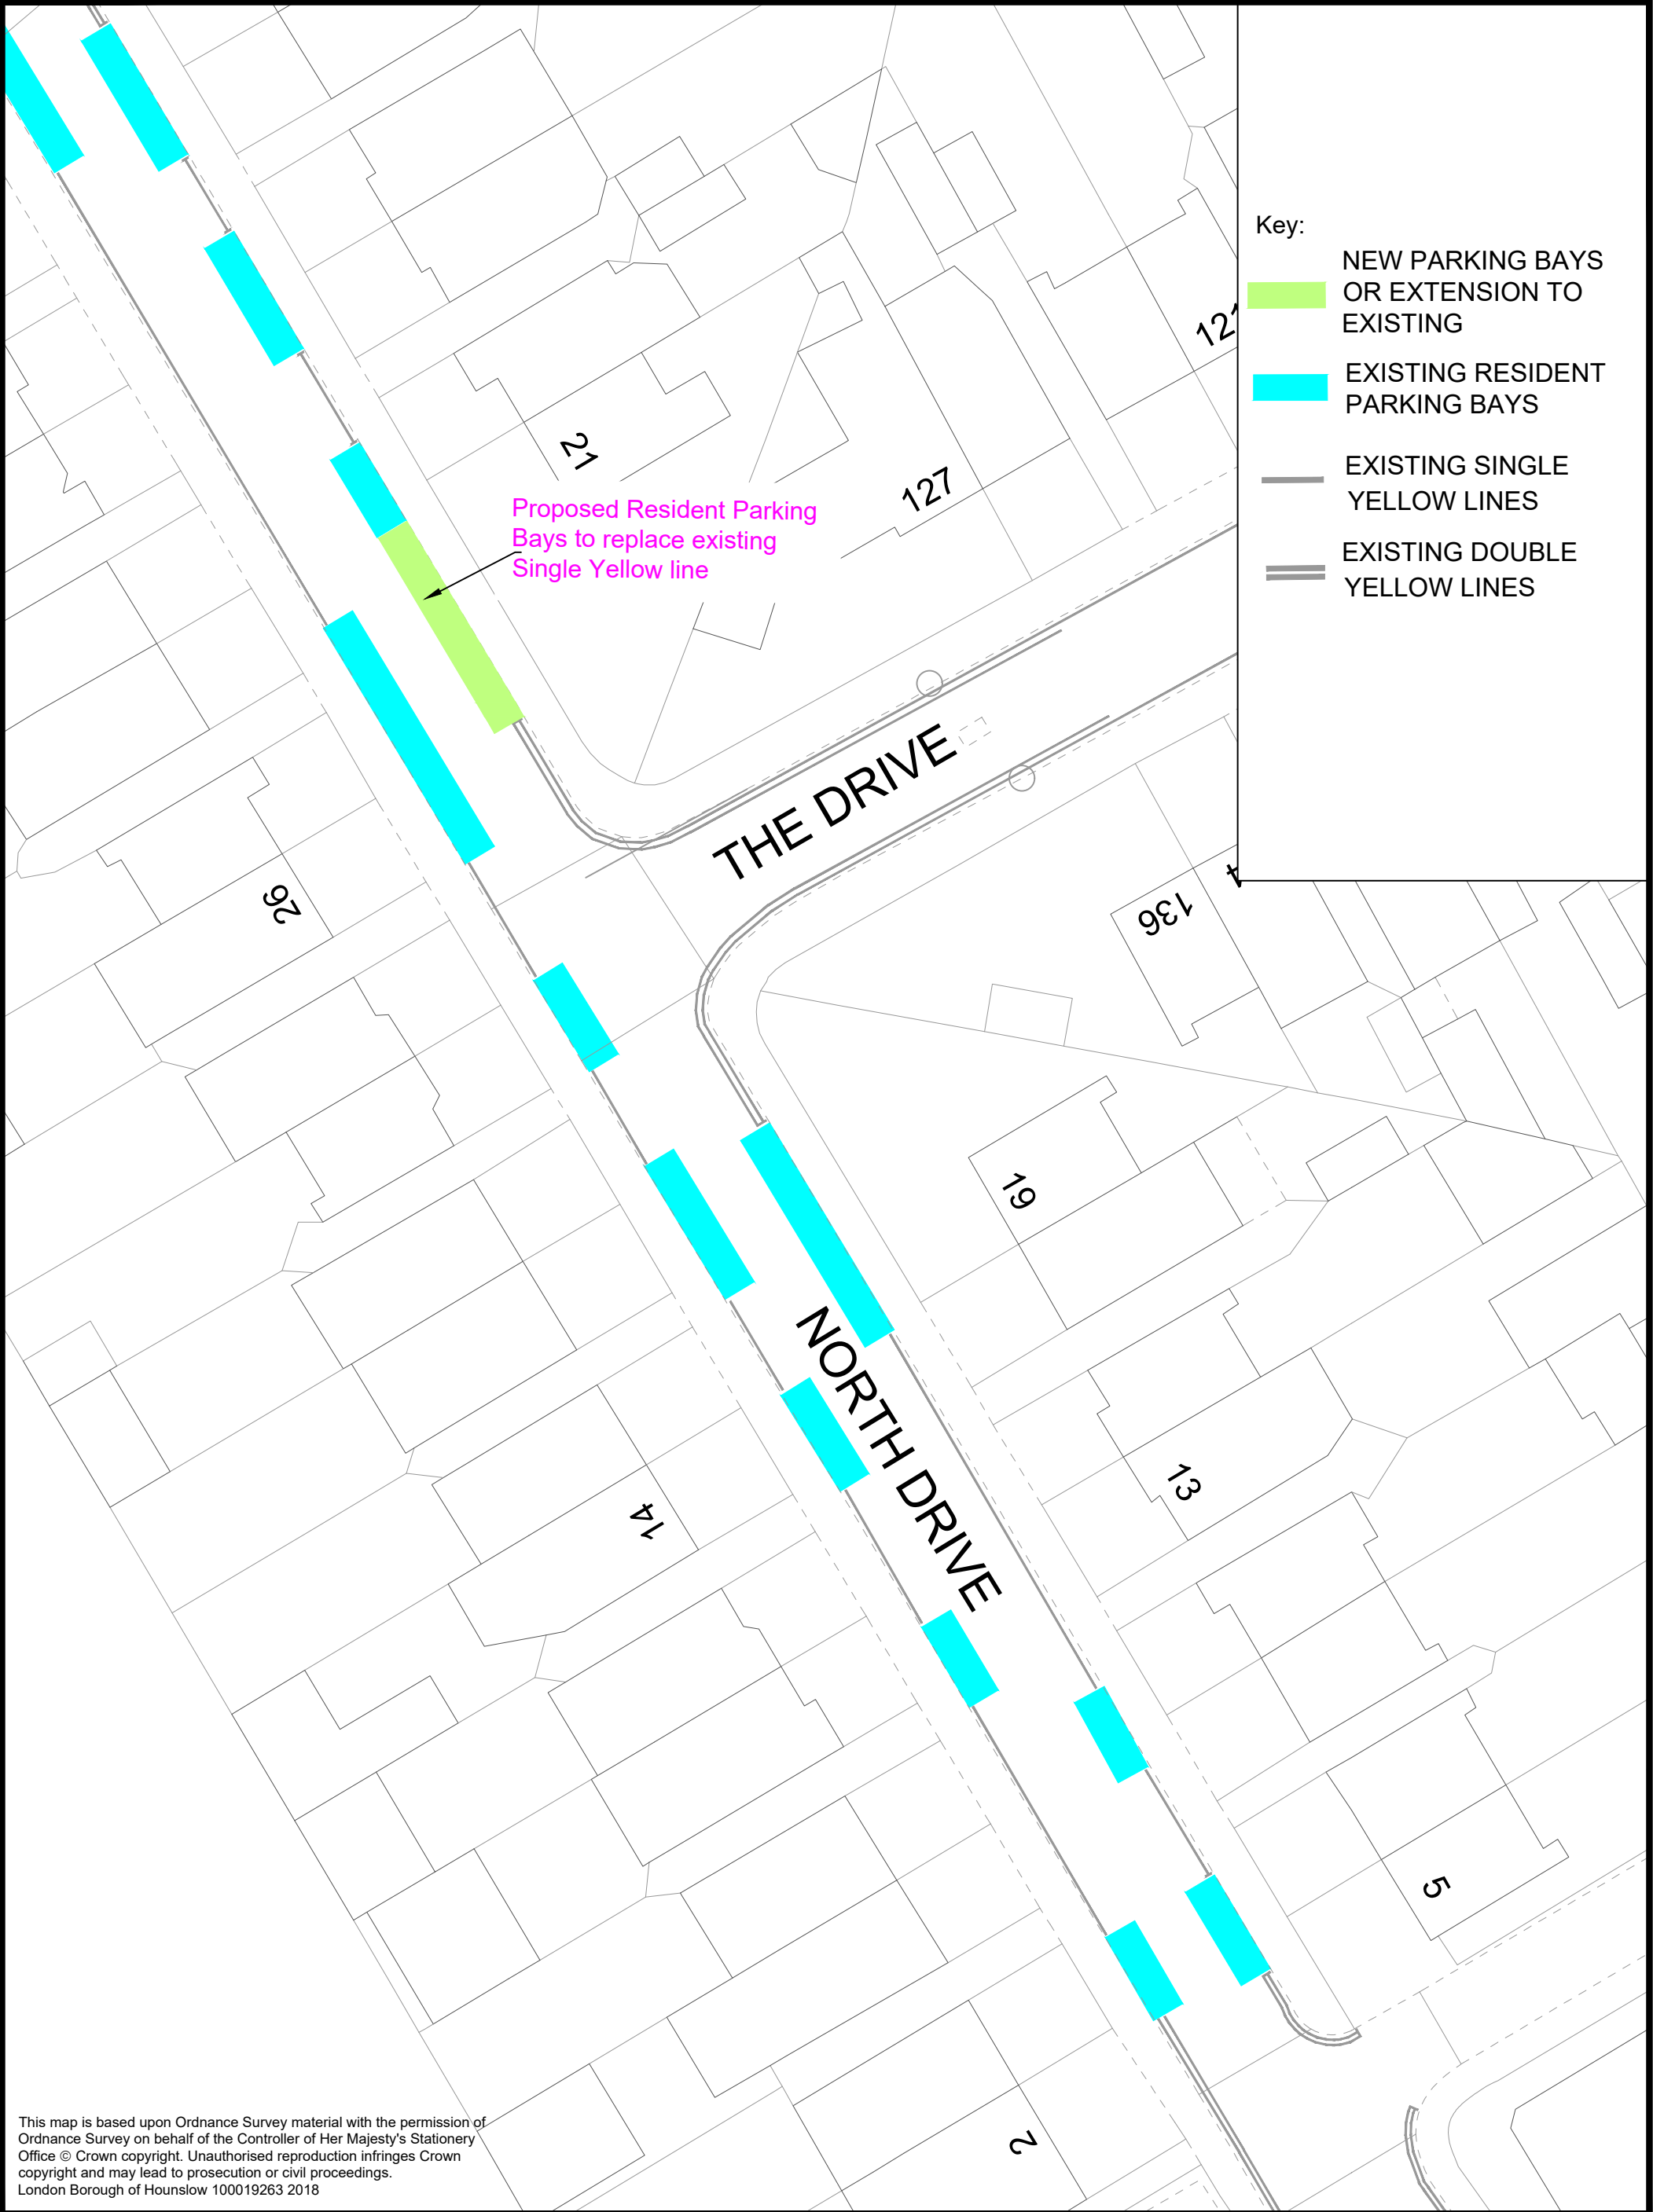 Key:
NEW PARKING BAYS
OR EXTENSION TO
EXISTING
EXISTING RESIDENT
PARKING BAYS
EXISTING SINGLE
YELLOW LINES
EXISTING DOUBLE
YELLOW LINES
121
21
127
Proposed Resident Parking
Bays to replace existing
Single Yellow line
THE DRIVE
26
136
19
NORTH DRIVE
13
14
5
2
This map is based upon Ordnance Survey material with the permission of
Ordnance Survey on behalf of the Controller of Her Majesty's Stationery
Office © Crown copyright. Unauthorised reproduction infringes Crown
copyright and may lead to prosecution or civil proceedings.
London Borough of Hounslow 100019263 2018